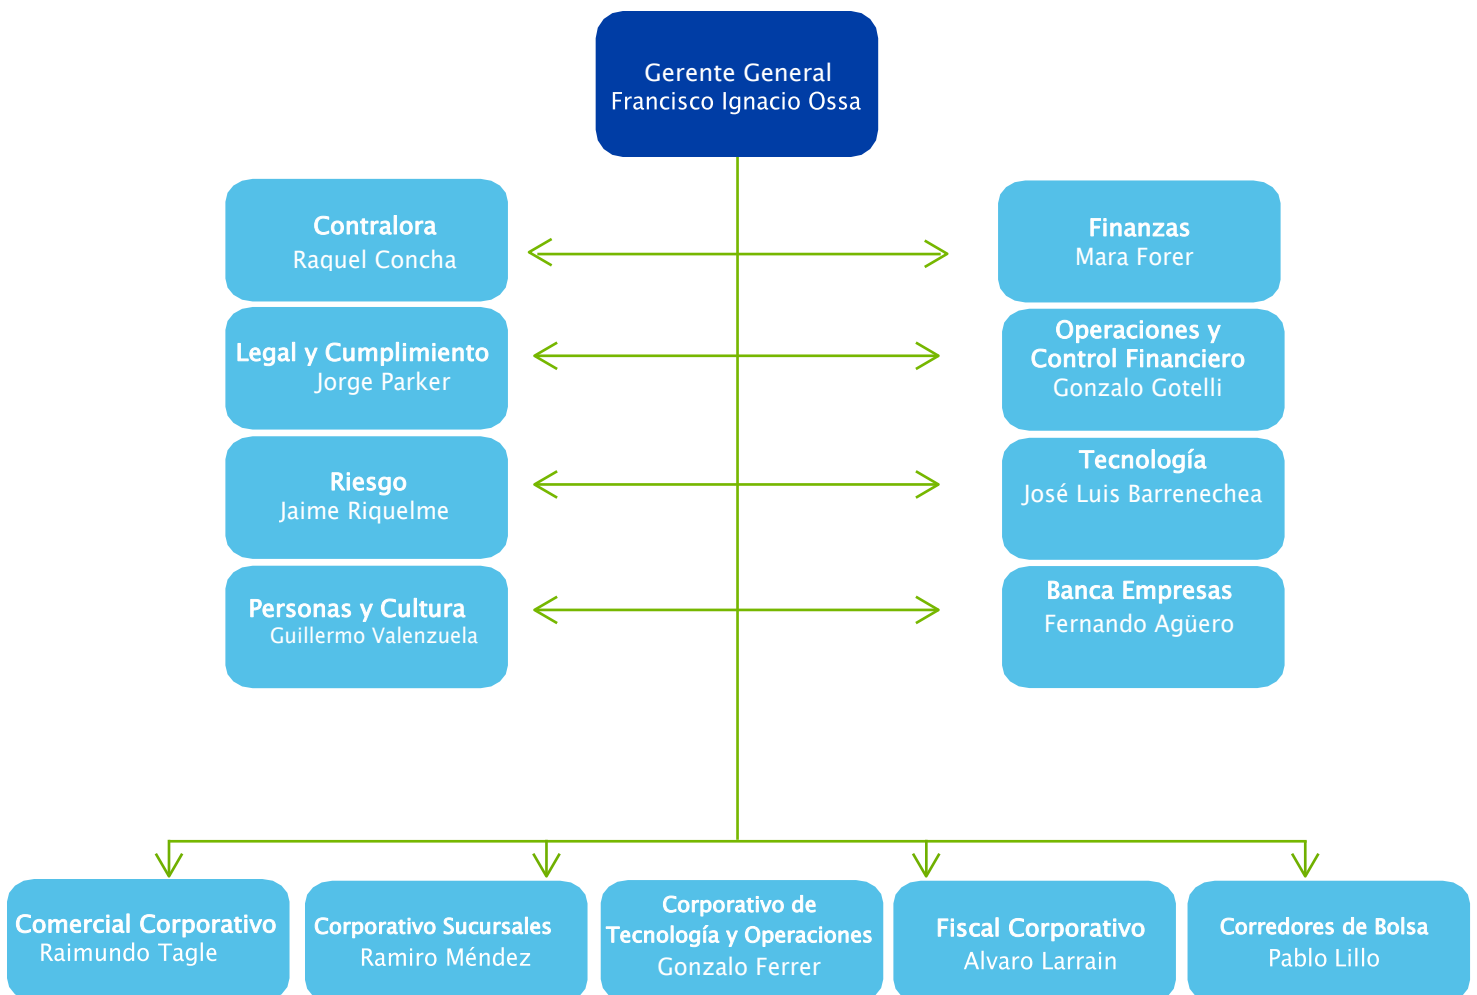 Gerente General
Francisco Ignacio Ossa
Contralora
Raquel Concha
Finanzas
Mara Forer
Legal y Cumplimiento
Jorge Parker
Operaciones y
Control Financiero
Gonzalo Gotelli
Riesgo
Jaime Riquelme
Tecnología
José Luis Barrenechea
Personas y Cultura
Guillermo Valenzuela
Banca Empresas
Fernando Agüero
Comercial Corporativo
Raimundo Tagle
Corporativo Sucursales
Ramiro Méndez
Corporativo de
Tecnología y Operaciones
Gonzalo Ferrer
Fiscal Corporativo
Alvaro Larrain
Corredores de Bolsa
Pablo Lillo